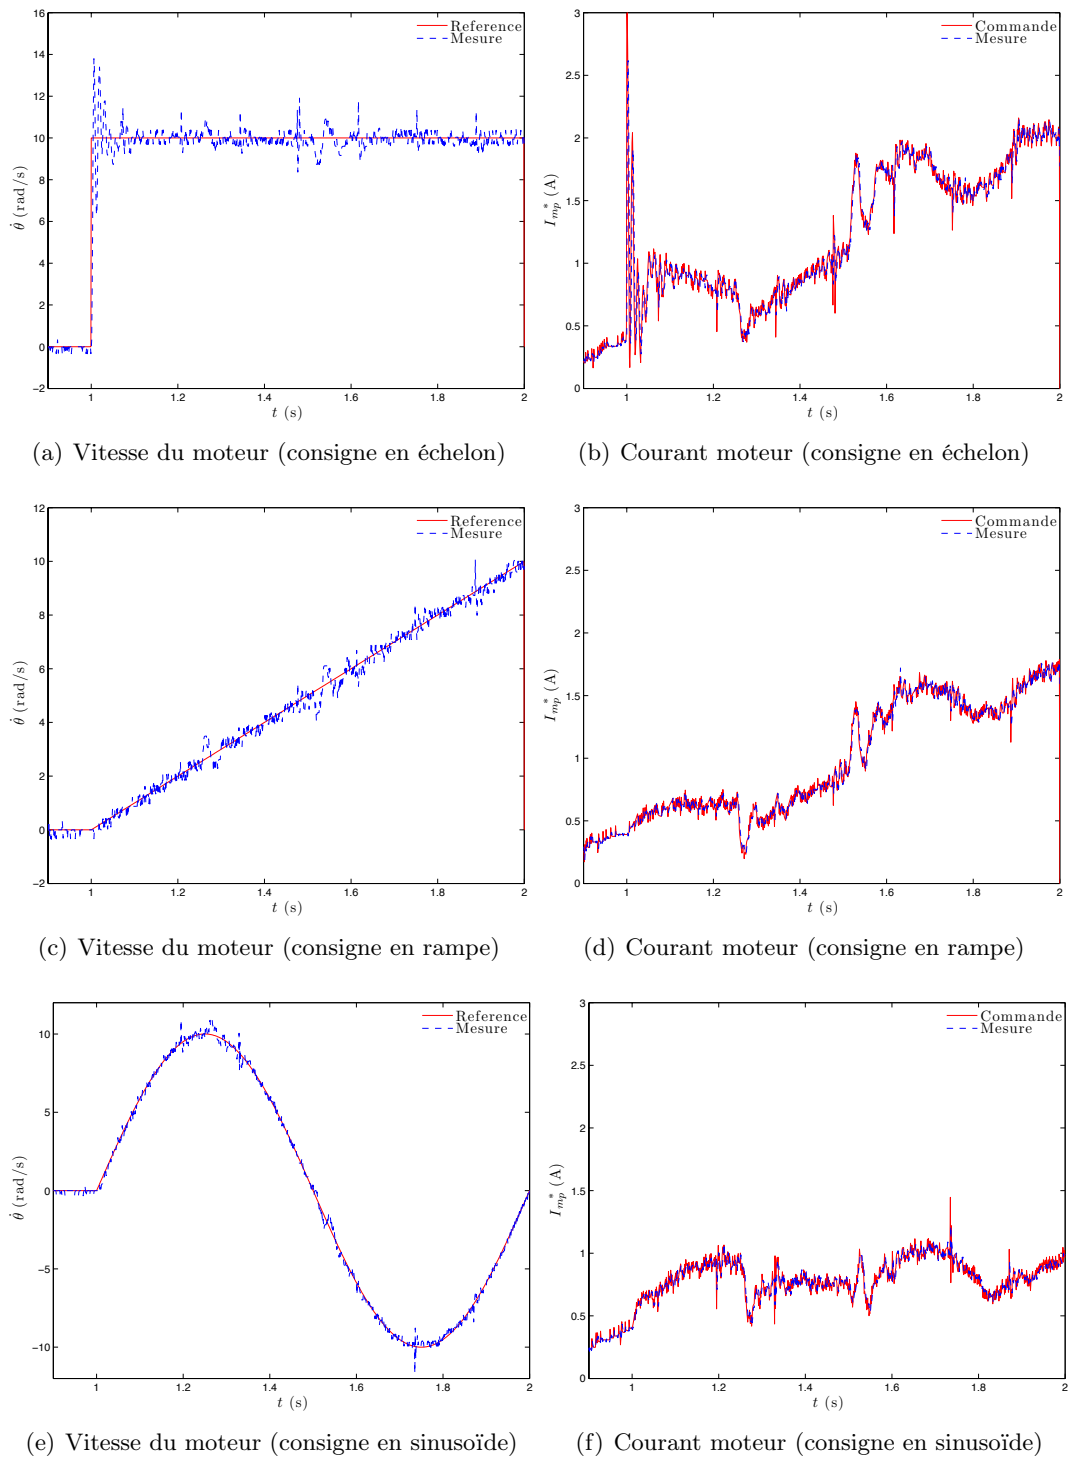 16
14
12
10
8
6
4
2
0
−2
θ̇ (rad/s)
1
1.2
1.4
1.6
1.8
2
t (s)
Reference
Mesure
3
2.5
2
1.5
1
0.5
0
I*mp (A)
1
1.2
1.4
1.6
1.8
2
t (s)
Commande
Mesure
(a) Vitesse du moteur (consigne en échelon)
(b) Courant moteur (consigne en échelon)
12
10
8
6
4
2
0
−2
θ̇ (rad/s)
1
1.2
1.4
1.6
1.8
2
t (s)
Reference
Mesure
3
2.5
2
1.5
1
0.5
0
I*mp (A)
1
1.2
1.4
1.6
1.8
2
t (s)
Commande
Mesure
(c) Vitesse du moteur (consigne en rampe)
(d) Courant moteur (consigne en rampe)
10
5
0
−5
−10
θ̇ (rad/s)
1
1.2
1.4
1.6
1.8
2
t (s)
Reference
Mesure
3
2.5
2
1.5
1
0.5
0
I*mp (A)
1
1.2
1.4
1.6
1.8
2
t (s)
Commande
Mesure
(e) Vitesse du moteur (consigne en sinusoïde)
(f) Courant moteur (consigne en sinusoïde)